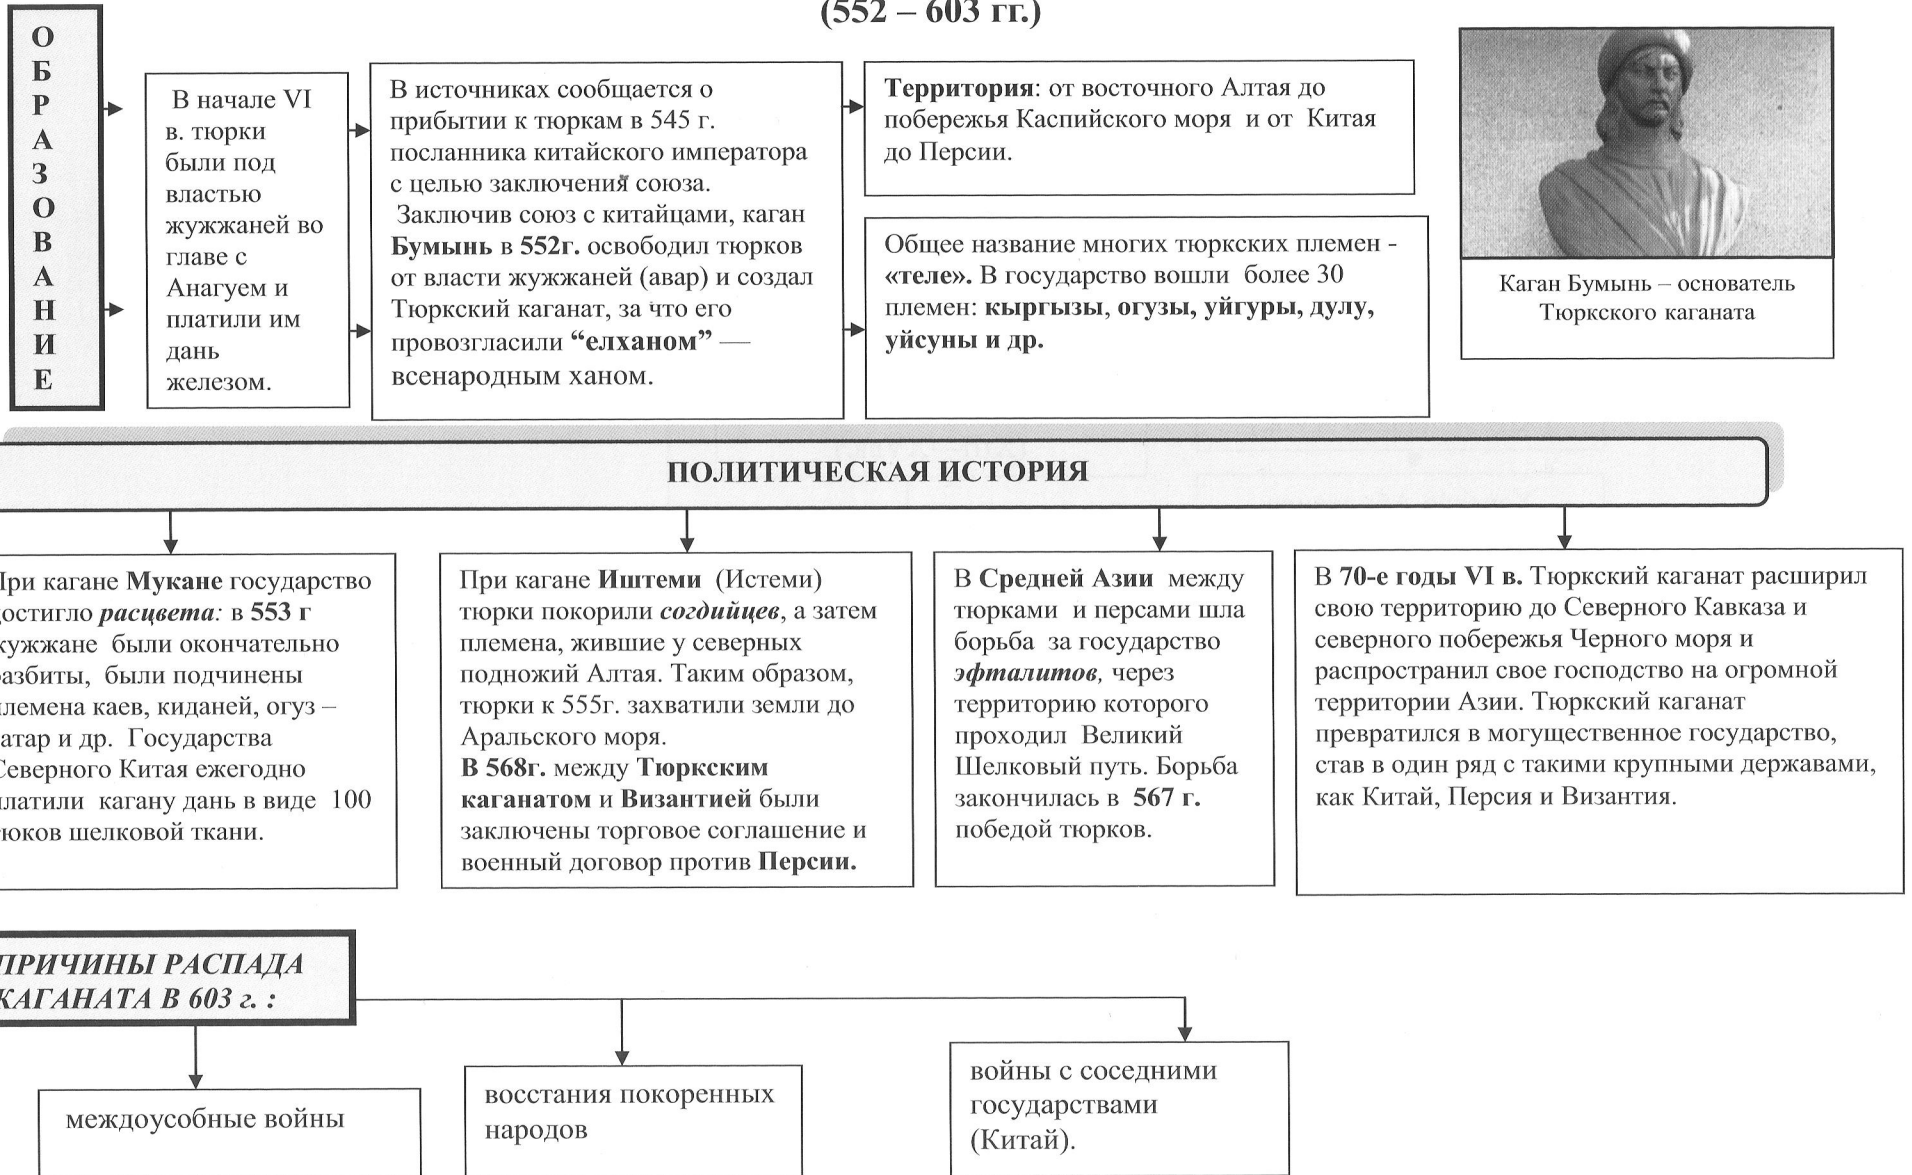 (552 – 603 гг.)
О
Б
Р
А
З
О
В
А
Н
И
Е
В начале VI
в. тюрки
были под
властью
жужжаней во
главе с
Анагуем и
платили им
дань
железом.
В источниках сообщается о
прибытии к тюркам в 545 г.
посланника китайского императора
с целью заключения союза.
Заключив союз с китайцами, каган
Бумынь в 552г. освободил тюрков
от власти жужжаней (авар) и создал
Тюркский каганат, за что его
провозгласили “елханом” —
всенародным ханом.
Территория: от восточного Алтая до
побережья Каспийского моря и от Китая
до Персии.
Общее название многих тюркских племен -
«теле». В государство вошли более 30
племен: кыргызы, огузы, уйгуры, дулу,
уйсуны и др.
Каган Бумынь – основатель
Тюркского каганата
ПОЛИТИЧЕСКАЯ ИСТОРИЯ
При кагане Мукане государство
достигло расцвета: в 553 г
жужжане были окончательно
разбиты, были подчинены
племена каев, киданей, огуз –
татар и др. Государства
Северного Китая ежегодно
платили кагану дань в виде 100
тюков шелковой ткани.
При кагане Иштеми (Истеми)
тюрки покорили согдийцев, а затем
племена, жившие у северных
подножий Алтая. Таким образом,
тюрки к 555г. захватили земли до
Аральского моря.
В 568г. между Тюркским
каганатом и Византией были
заключены торговое соглашение и
военный договор против Персии.
В Средней Азии между
тюрками и персами шла
борьба за государство
эфталитов, через
территорию которого
проходил Великий
Шелковый путь. Борьба
закончилась в 567 г.
победой тюрков.
В 70-е годы VI в. Тюркский каганат расширил
свою территорию до Северного Кавказа и
северного побережья Черного моря и
распространил свое господство на огромной
территории Азии. Тюркский каганат
превратился в могущественное государство,
став в один ряд с такими крупными державами,
как Китай, Персия и Византия.
ПРИЧИНЫ РАСПАДА
КАГАНАТА В 603 г. :
междоусобные войны
восстания покоренных
народов
войны с соседними
государствами
(Китай).